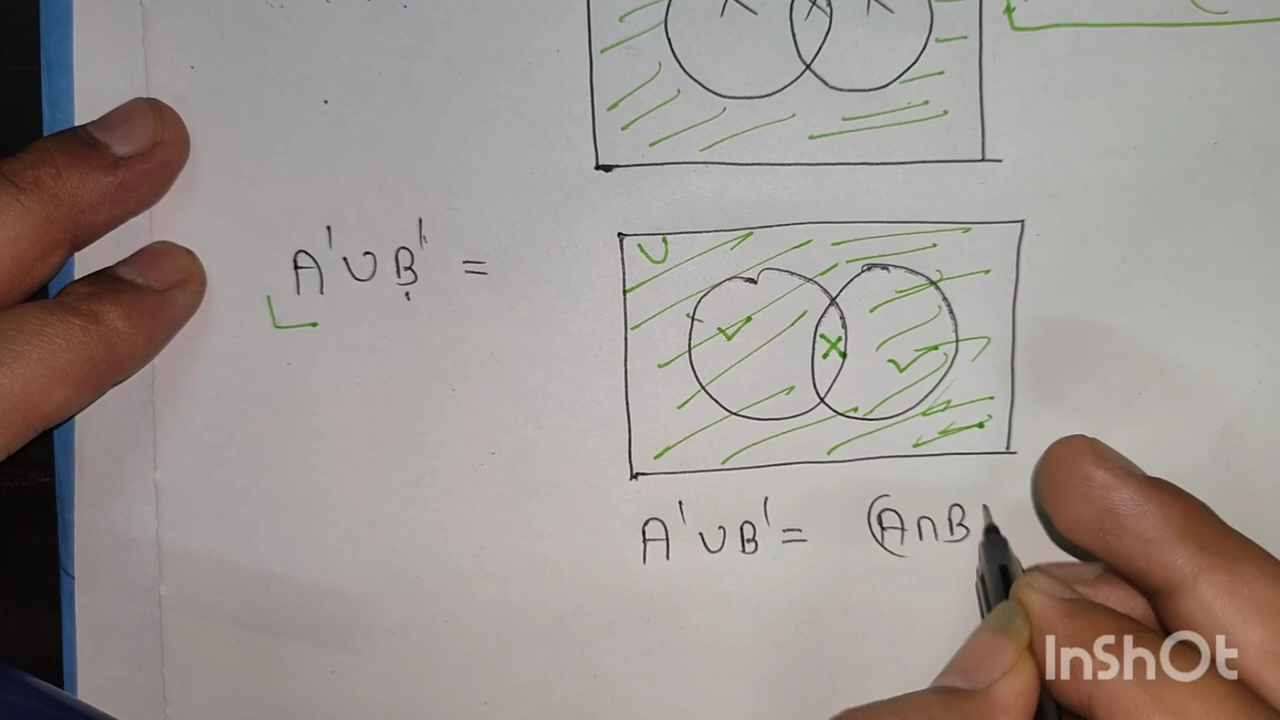 A'∪B' =
∪
A'∪B' = (A∩B
InShOt